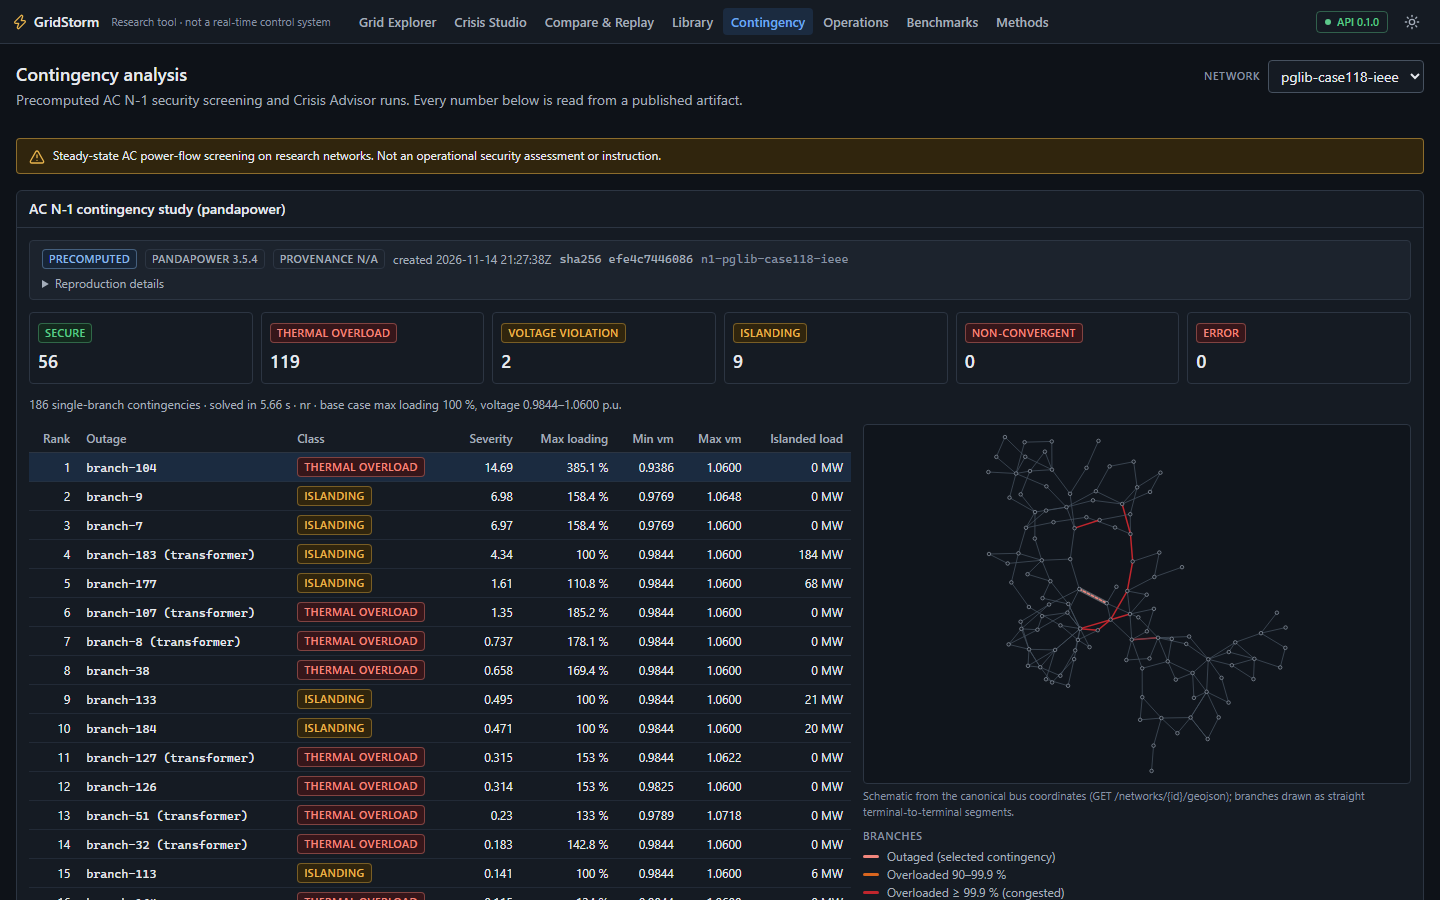 GridStorm Research tool · not a real-time control system Grid Explorer Crisis Studio Compare & Replay Library Contingency Operations Benchmarks Methods API 0.1.0
Contingency analysis
NETWORK pglib-case118-ieee
Precomputed AC N-1 security screening and Crisis Advisor runs. Every number below is read from a published artifact.
Steady-state AC power-flow screening on research networks. Not an operational security assessment or instruction.
AC N-1 contingency study (pandapower)
PRECOMPUTED PANDAPOWER 3.5.4 PROVENANCE N/A created 2026-11-14 21:27:38Z sha256 efe4c7446086 n1-pglib-case118-ieee
Reproduction details
SECURE THERMAL OVERLOAD VOLTAGE VIOLATION ISLANDING NON-CONVERGENT ERROR
56 119 2 9 0 0
186 single-branch contingencies · solved in 5.66 s · nr · base case max loading 100 %, voltage 0.9844–1.0600 p.u.
Rank Outage Class Severity Max loading Min vm Max vm Islanded load
1 branch-104 THERMAL OVERLOAD 14.69 385.1 % 0.9386 1.0600 0 MW
2 branch-9 ISLANDING 6.98 158.4 % 0.9769 1.0648 0 MW
3 branch-7 ISLANDING 6.97 158.4 % 0.9769 1.0600 0 MW
4 branch-183 (transformer) ISLANDING 4.34 100 % 0.9844 1.0600 184 MW
5 branch-177 ISLANDING 1.61 110.8 % 0.9844 1.0600 68 MW
6 branch-107 (transformer) THERMAL OVERLOAD 1.35 185.2 % 0.9844 1.0600 0 MW
7 branch-8 (transformer) THERMAL OVERLOAD 0.737 178.1 % 0.9844 1.0600 0 MW
8 branch-38 THERMAL OVERLOAD 0.658 169.4 % 0.9844 1.0600 0 MW
9 branch-133 ISLANDING 0.495 100 % 0.9844 1.0600 21 MW
10 branch-184 ISLANDING 0.471 100 % 0.9844 1.0600 20 MW
11 branch-127 (transformer) THERMAL OVERLOAD 0.315 153 % 0.9844 1.0622 0 MW
12 branch-126 THERMAL OVERLOAD 0.314 153 % 0.9825 1.0600 0 MW
13 branch-51 (transformer) THERMAL OVERLOAD 0.23 133 % 0.9789 1.0718 0 MW
14 branch-32 (transformer) THERMAL OVERLOAD 0.183 142.8 % 0.9844 1.0600 0 MW
15 branch-113 ISLANDING 0.141 100 % 0.9844 1.0600 6 MW
Schematic from the canonical bus coordinates (GET /networks/{id}/geojson); branches drawn as straight
terminal-to-terminal segments.
BRANCHES
Outaged (selected contingency)
Overloaded 90–99.9 %
Overloaded ≥ 99.9 % (congested)